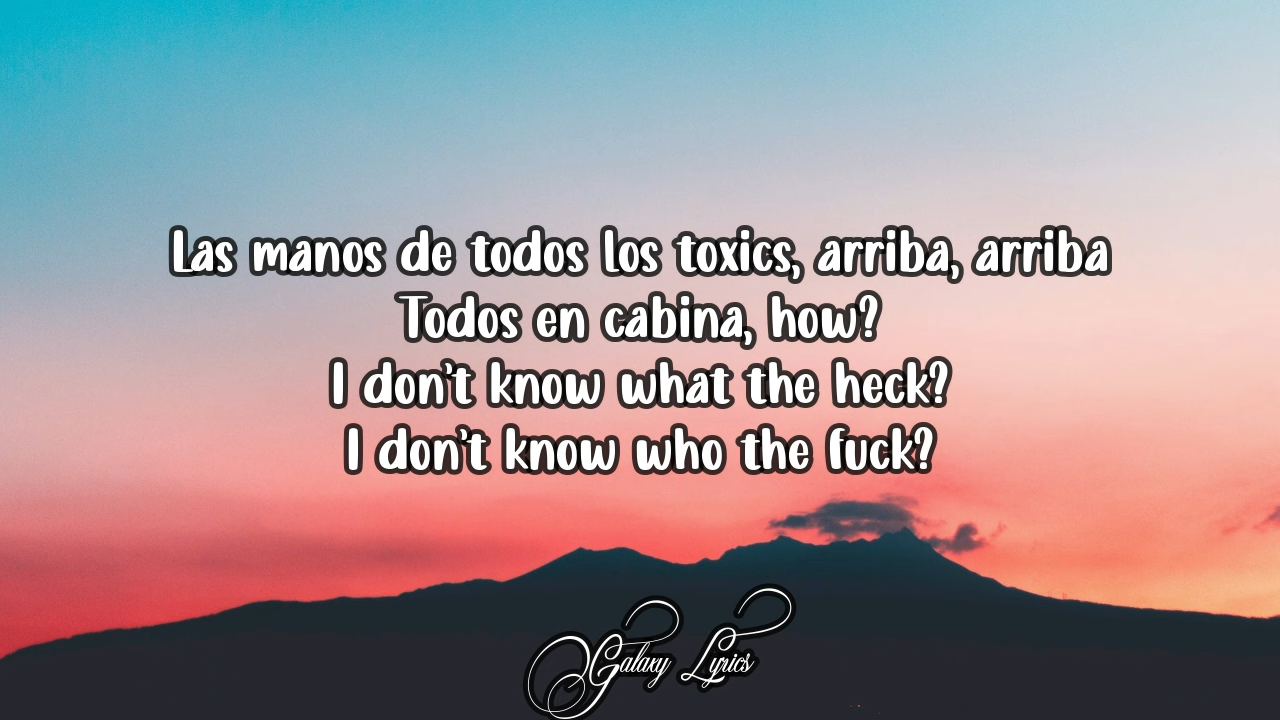 Las manos de todos los toxics, arriba, arriba
Todos en cabina, how?
I don't know what the heck?
I don't know who the fuck?
Galaxy Lyrics